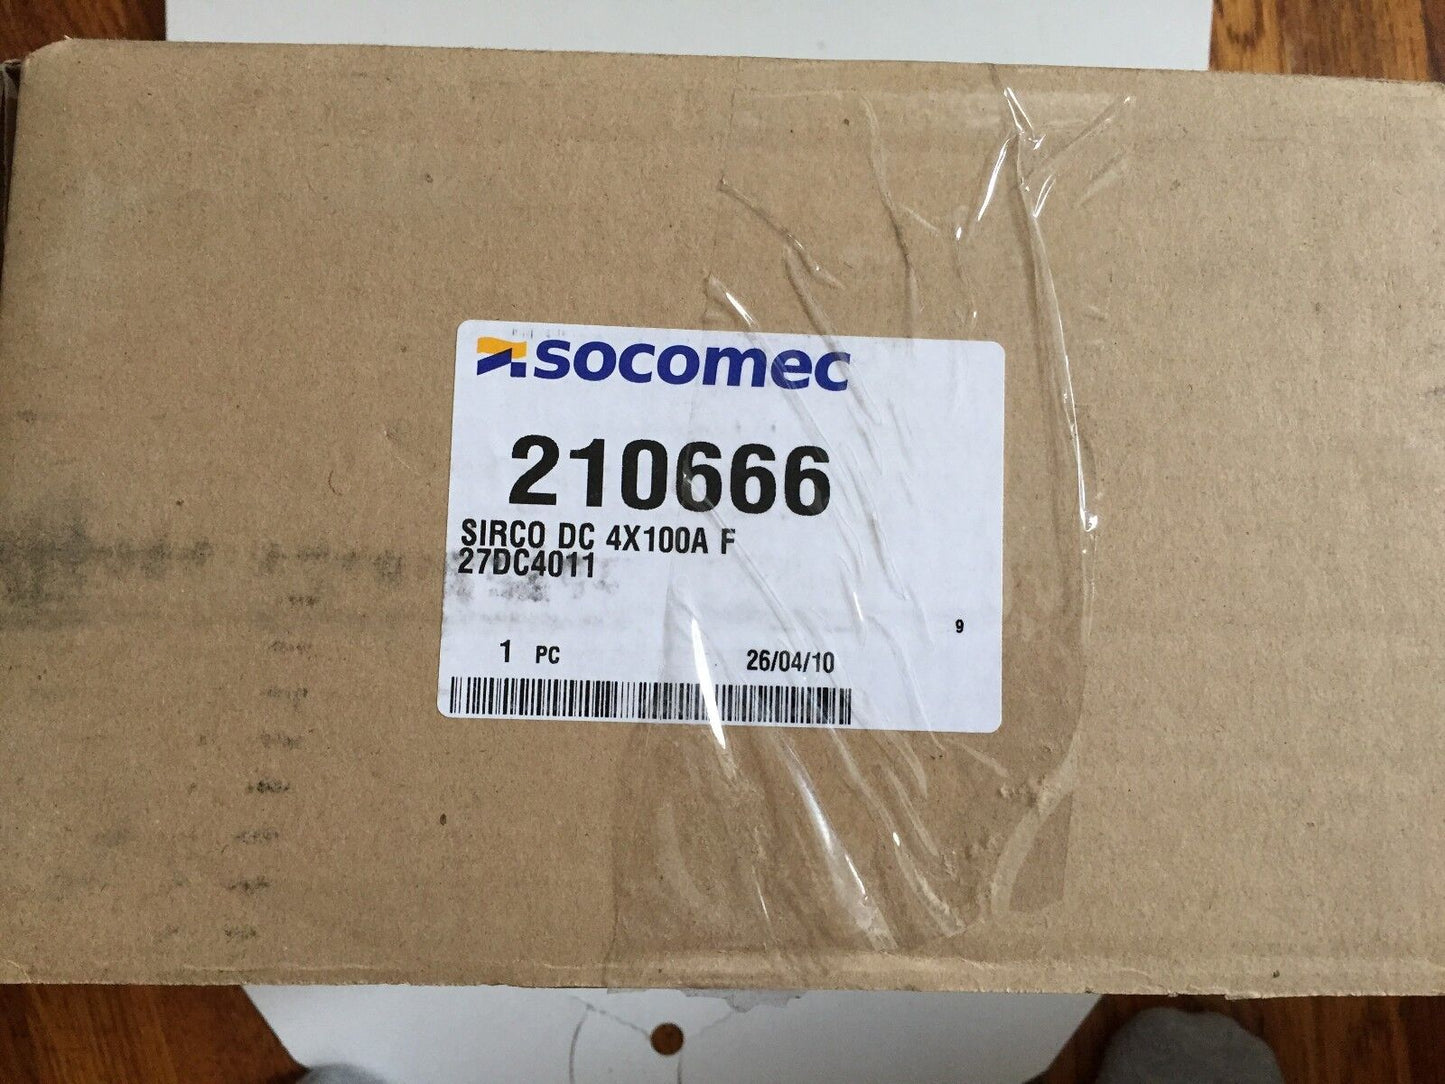 socomec
210666
SIRCO DC 4X100A F
27DC4011
9
1 PC 26/04/10